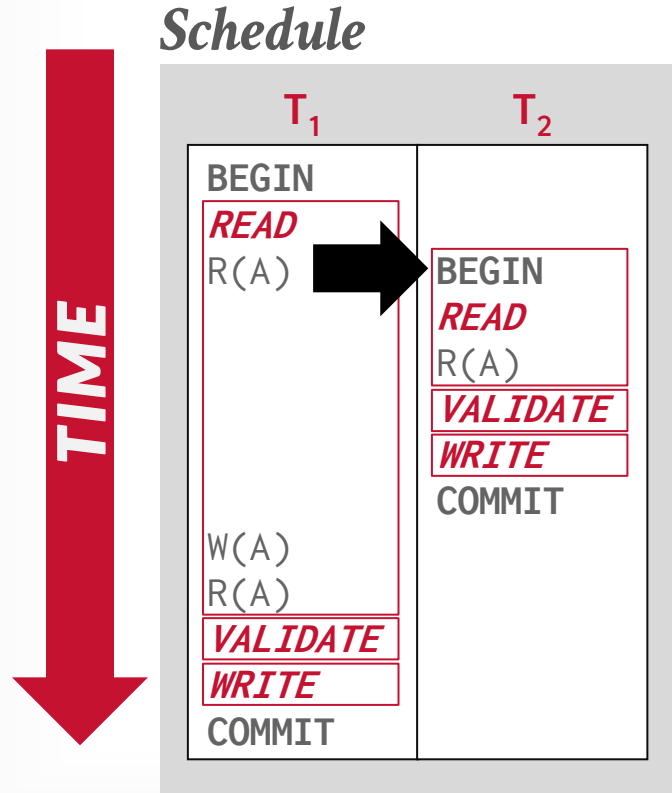 Schedule
TIME
T₁ T₂
BEGIN
READ
R(A) BEGIN
READ
R(A)
VALIDATE
WRITE
COMMIT
W(A)
R(A)
VALIDATE
WRITE
COMMIT